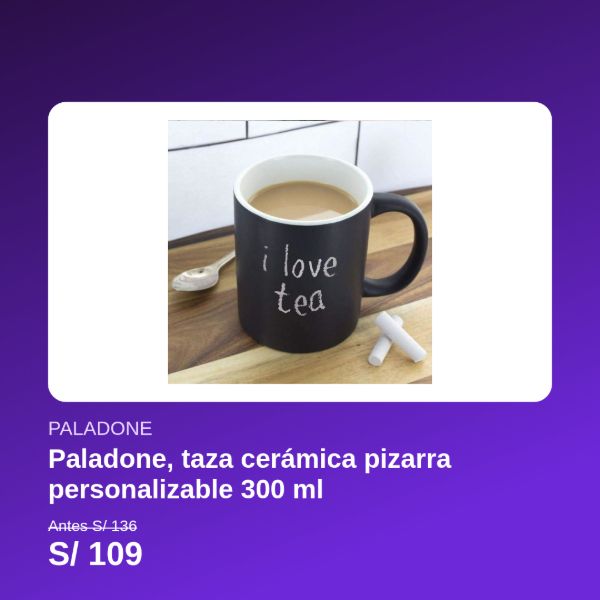 i love
tea
PALADONE
Paladone, taza cerámica pizarra
personalizable 300 ml
Antes S/ 136
S/ 109